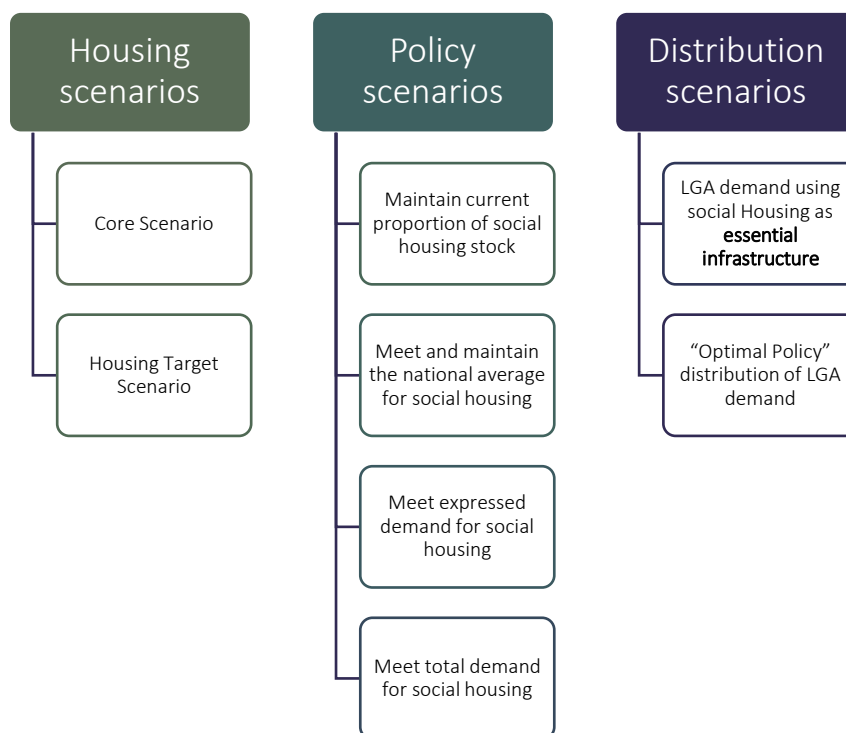 Housing
scenarios
Core Scenario
Housing Target
Scenario
Policy
scenarios
Maintain current
proportion of social
housing stock
Meet and maintain
the national average
for social housing
Meet expressed
demand for social
housing
Meet total demand
for social housing
Distribution
scenarios
LGA demand using
social Housing as
essential
infrastructure
“Optimal Policy”
distribution of LGA
demand